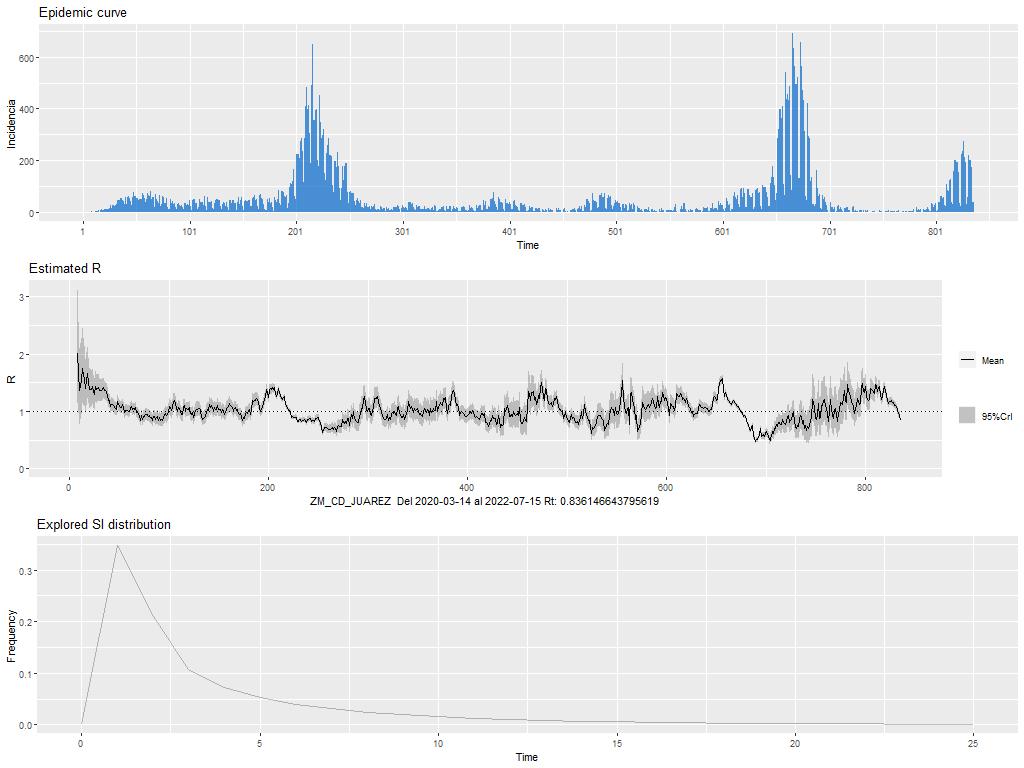 Epidemic curve
Incidencia
600
400
200
0
1 101 201 301 401 501 601 701 801
Time
Estimated R
R
3
2
1
0
0 200 400 600 800
Mean
95%CrI
ZM_CD_JUAREZ Del 2020-03-14 al 2022-07-15 Rt: 0.836146643795619
Explored SI distribution
Frequency
0.3
0.2
0.1
0.0
0 5 10 15 20 25
Time